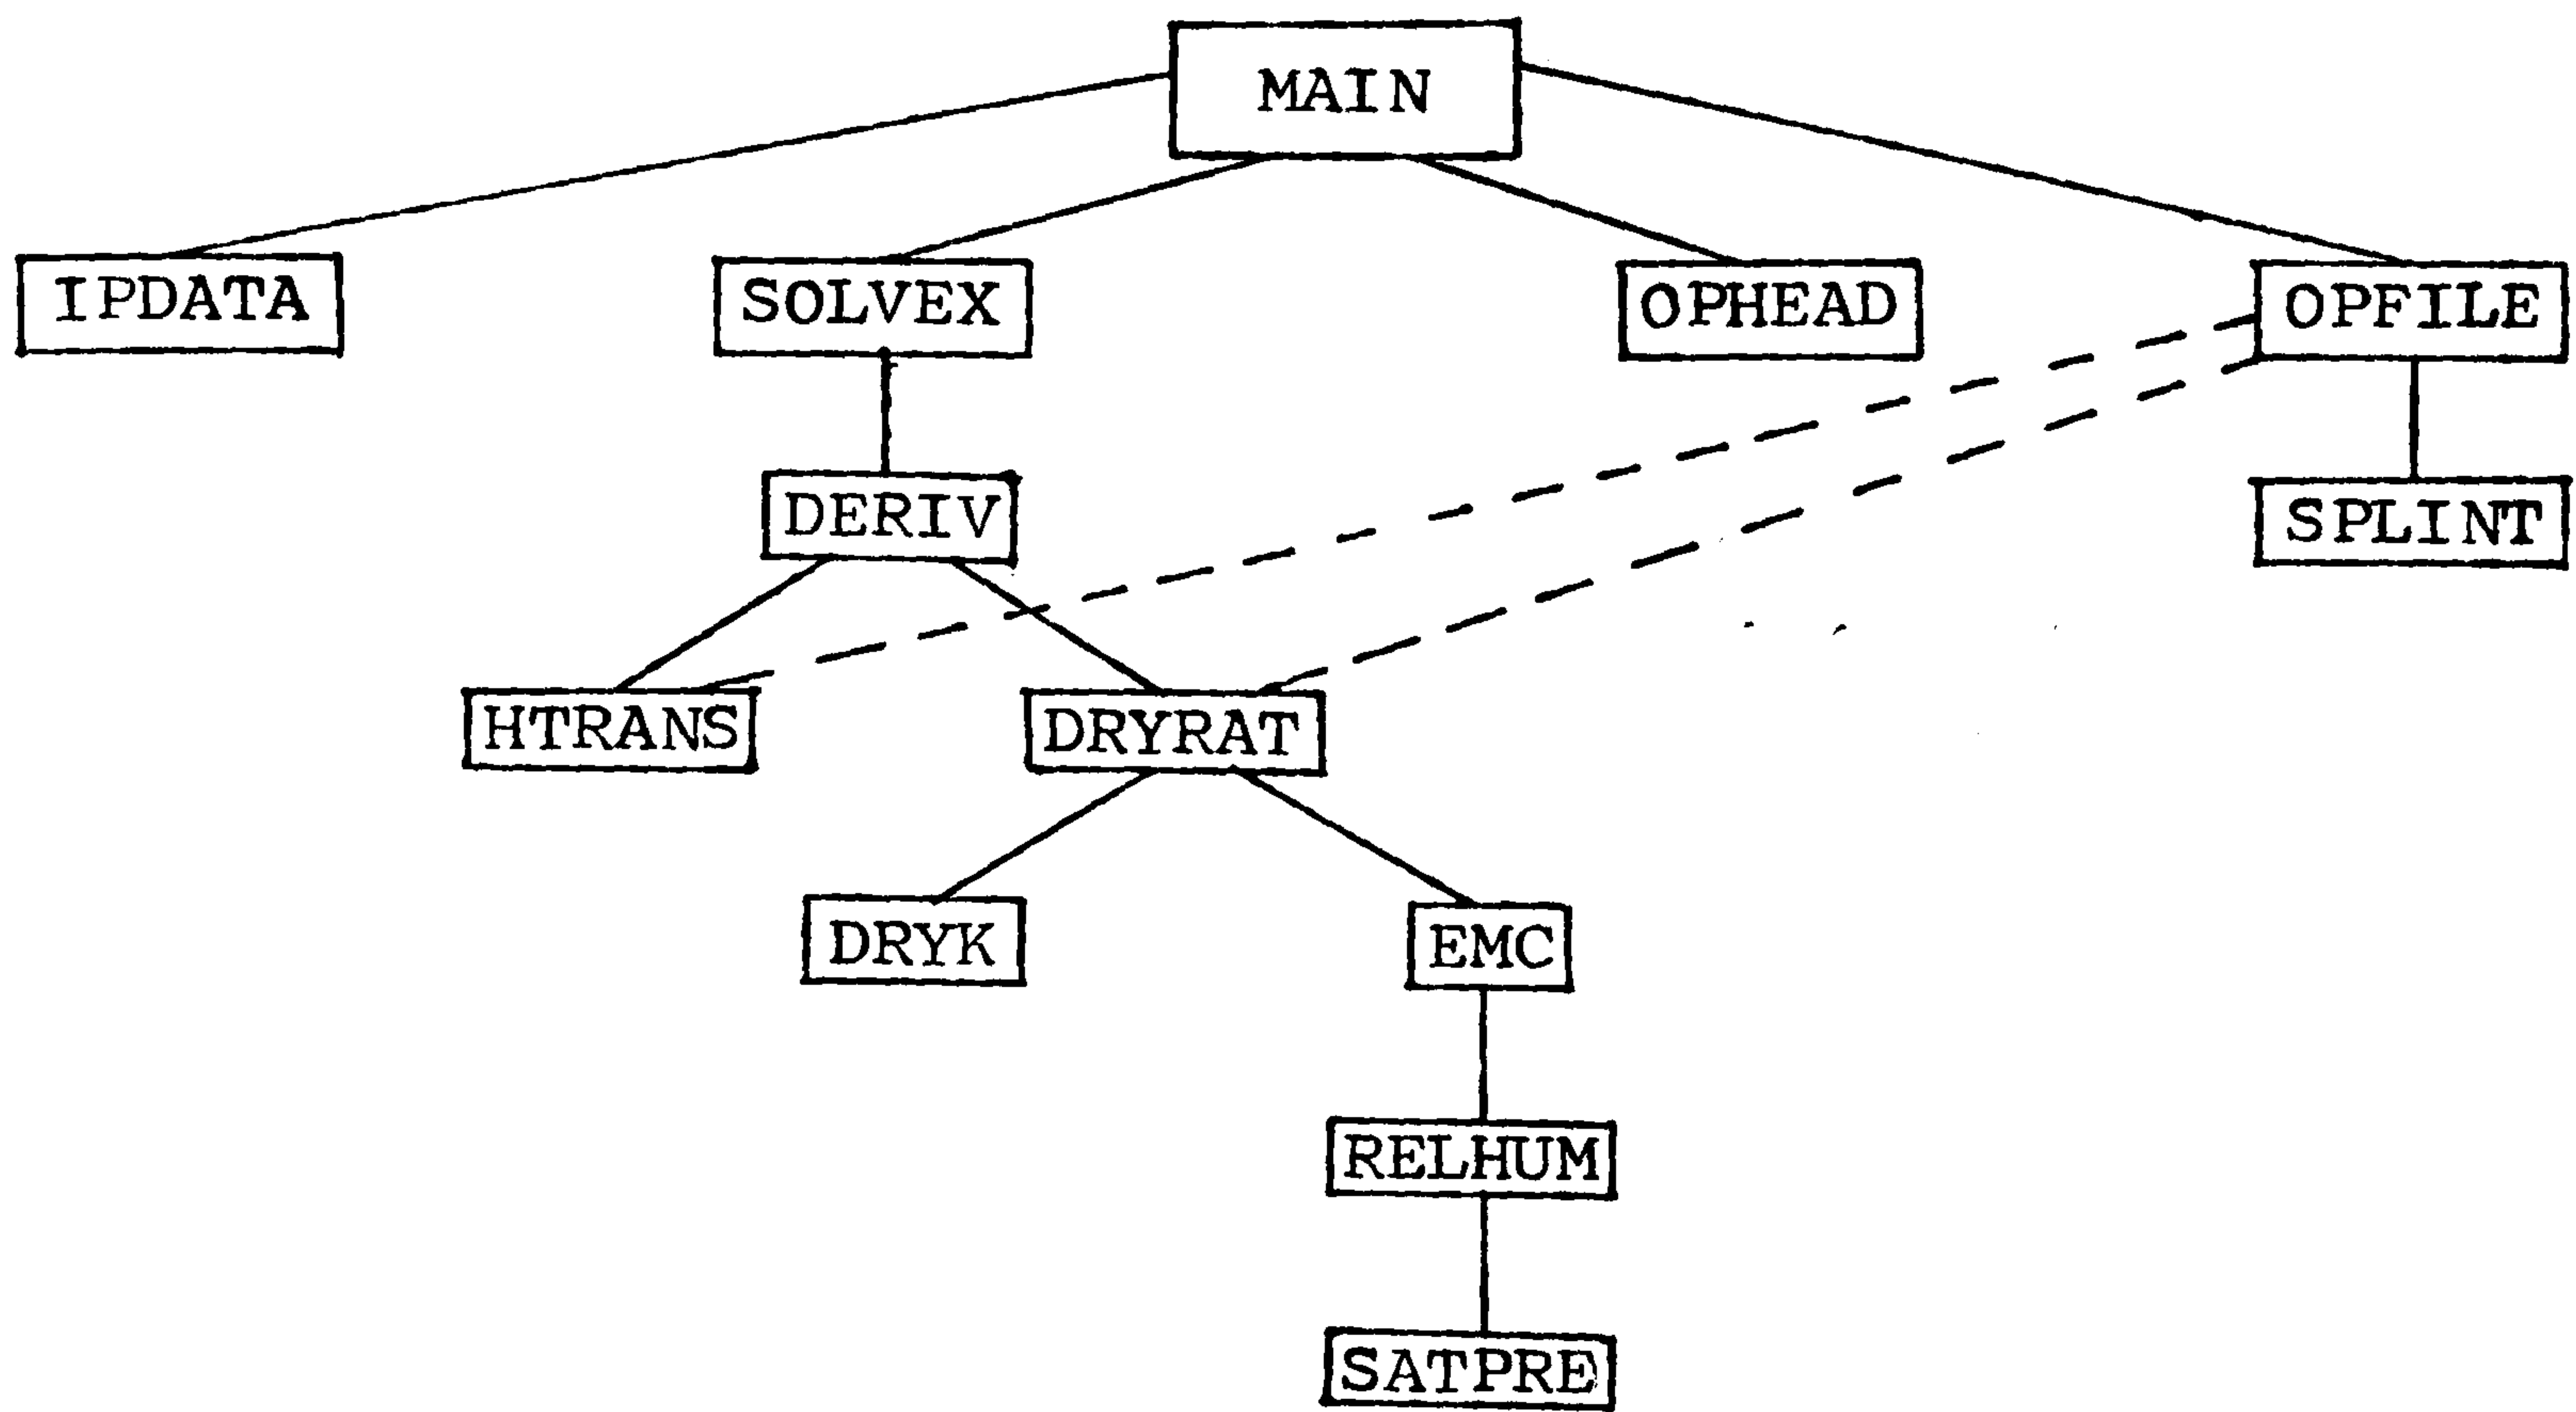 MAIN
IPDATA
SOLVEX
OPHEAD
OPFILE
DERIV
SPLINT
HTRANS
DRYRAT
DRYK
EMC
RELHUM
SATPRE